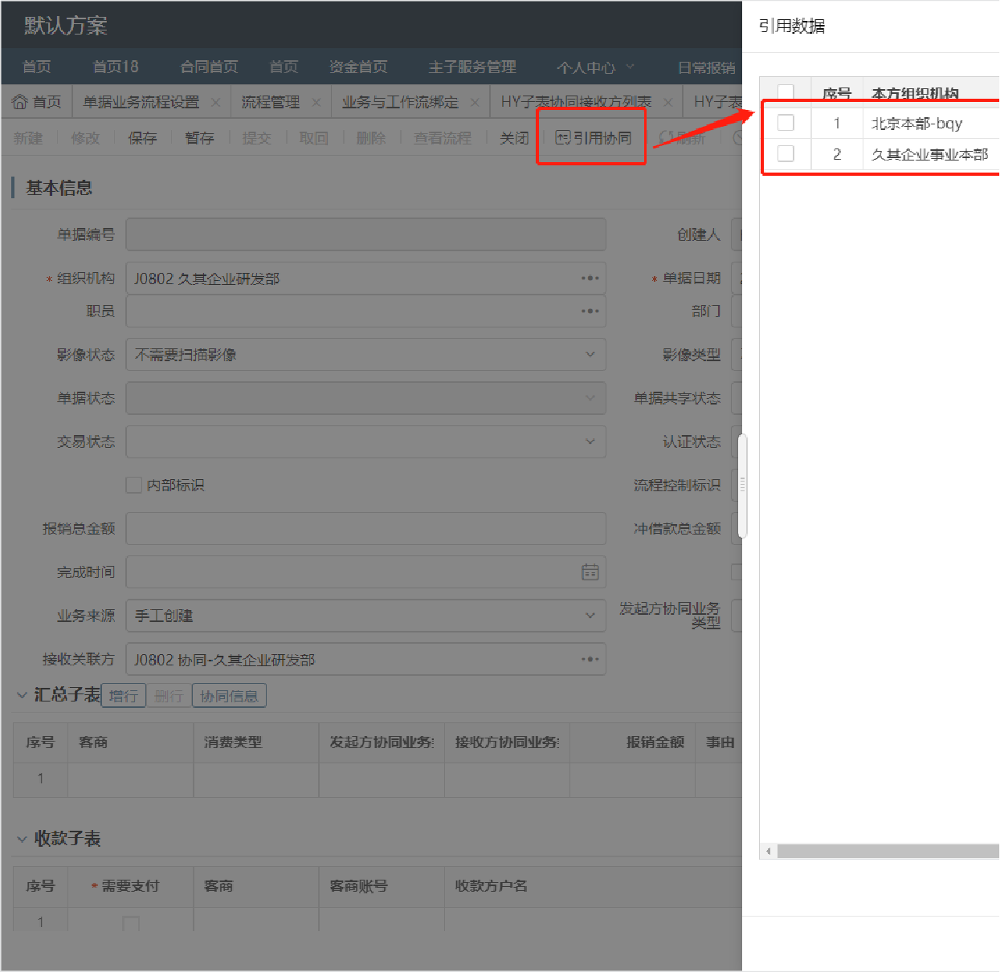 默认方案
首页 首页18 合同首页 首页 资金首页 主子服务管理 个人中心 日常报销
首页 单据业务流程设置 流程管理 业务与工作流绑定 HY子表协同接收方列表 HY子表
新建 修改 保存 暂存 提交 取回 删除 查看流程 关闭 引用协同 刷新
基本信息
单据编号 创建人
* 组织机构 J0802 久其企业研发部 * 单据日期
职员 部门
影像状态 不需要扫描影像 影像类型
单据状态 单据共享状态
交易状态 认证状态
内部标识 流程控制标识
报销总金额 冲借款总金额
完成时间
业务来源 手工创建 发起方协同业务类型
接收关联方 J0802 协同-久其企业研发部
汇总子表 增行 删行 协同信息
序号 客商 消费类型 发起方协同业务 接收方协同业务 报销金额 事由
1
收款子表
序号 * 需要支付 客商 客商账号 收款方户名
1
引用数据
序号 本方组织机构
1 北京本部-bqy
2 久其企业事业本部